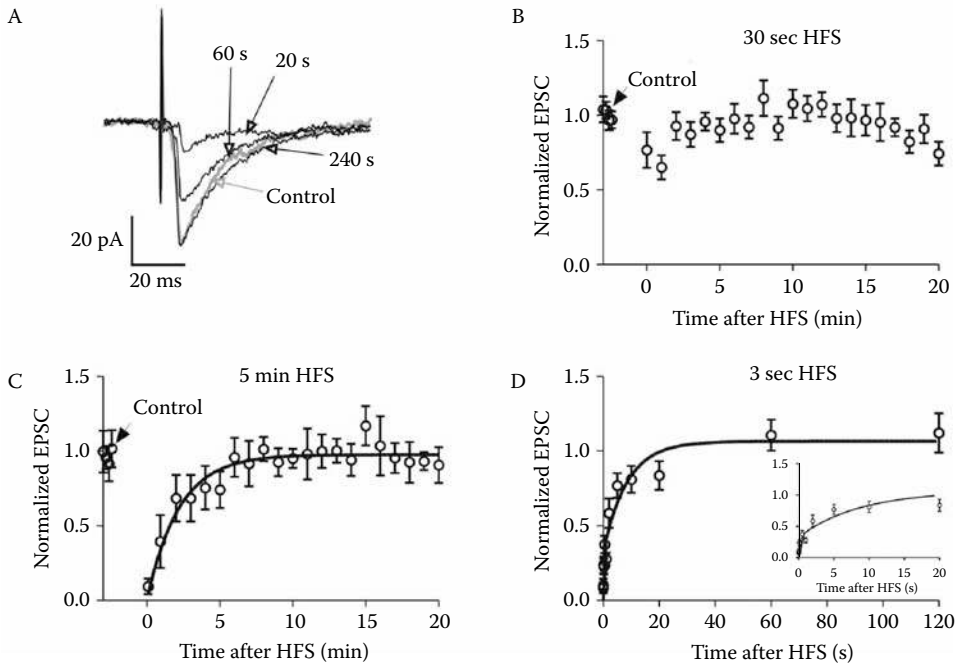 A
60 s
20 s
240 s
Control
20 pA
20 ms
B
30 sec HFS
Control
Normalized EPSC
1.5
1.0
0.5
0.0
0 5 10 15 20
Time after HFS (min)
C
5 min HFS
Control
Normalized EPSC
1.5
1.0
0.5
0.0
0 5 10 15 20
Time after HFS (min)
D
3 sec HFS
Normalized EPSC
1.5
1.0
0.5
0.0
0 20 40 60 80 100 120
Time after HFS (s)
1.5
1.0
0.5
0.0
0 5 10 15 20
Time after HFS (s)